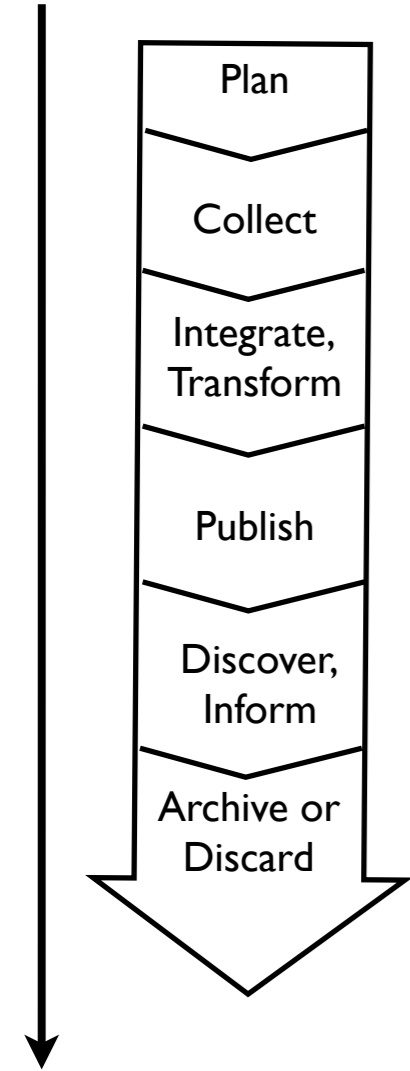 Plan
Collect
Integrate,
Transform
Publish
Discover,
Inform
Archive or
Discard